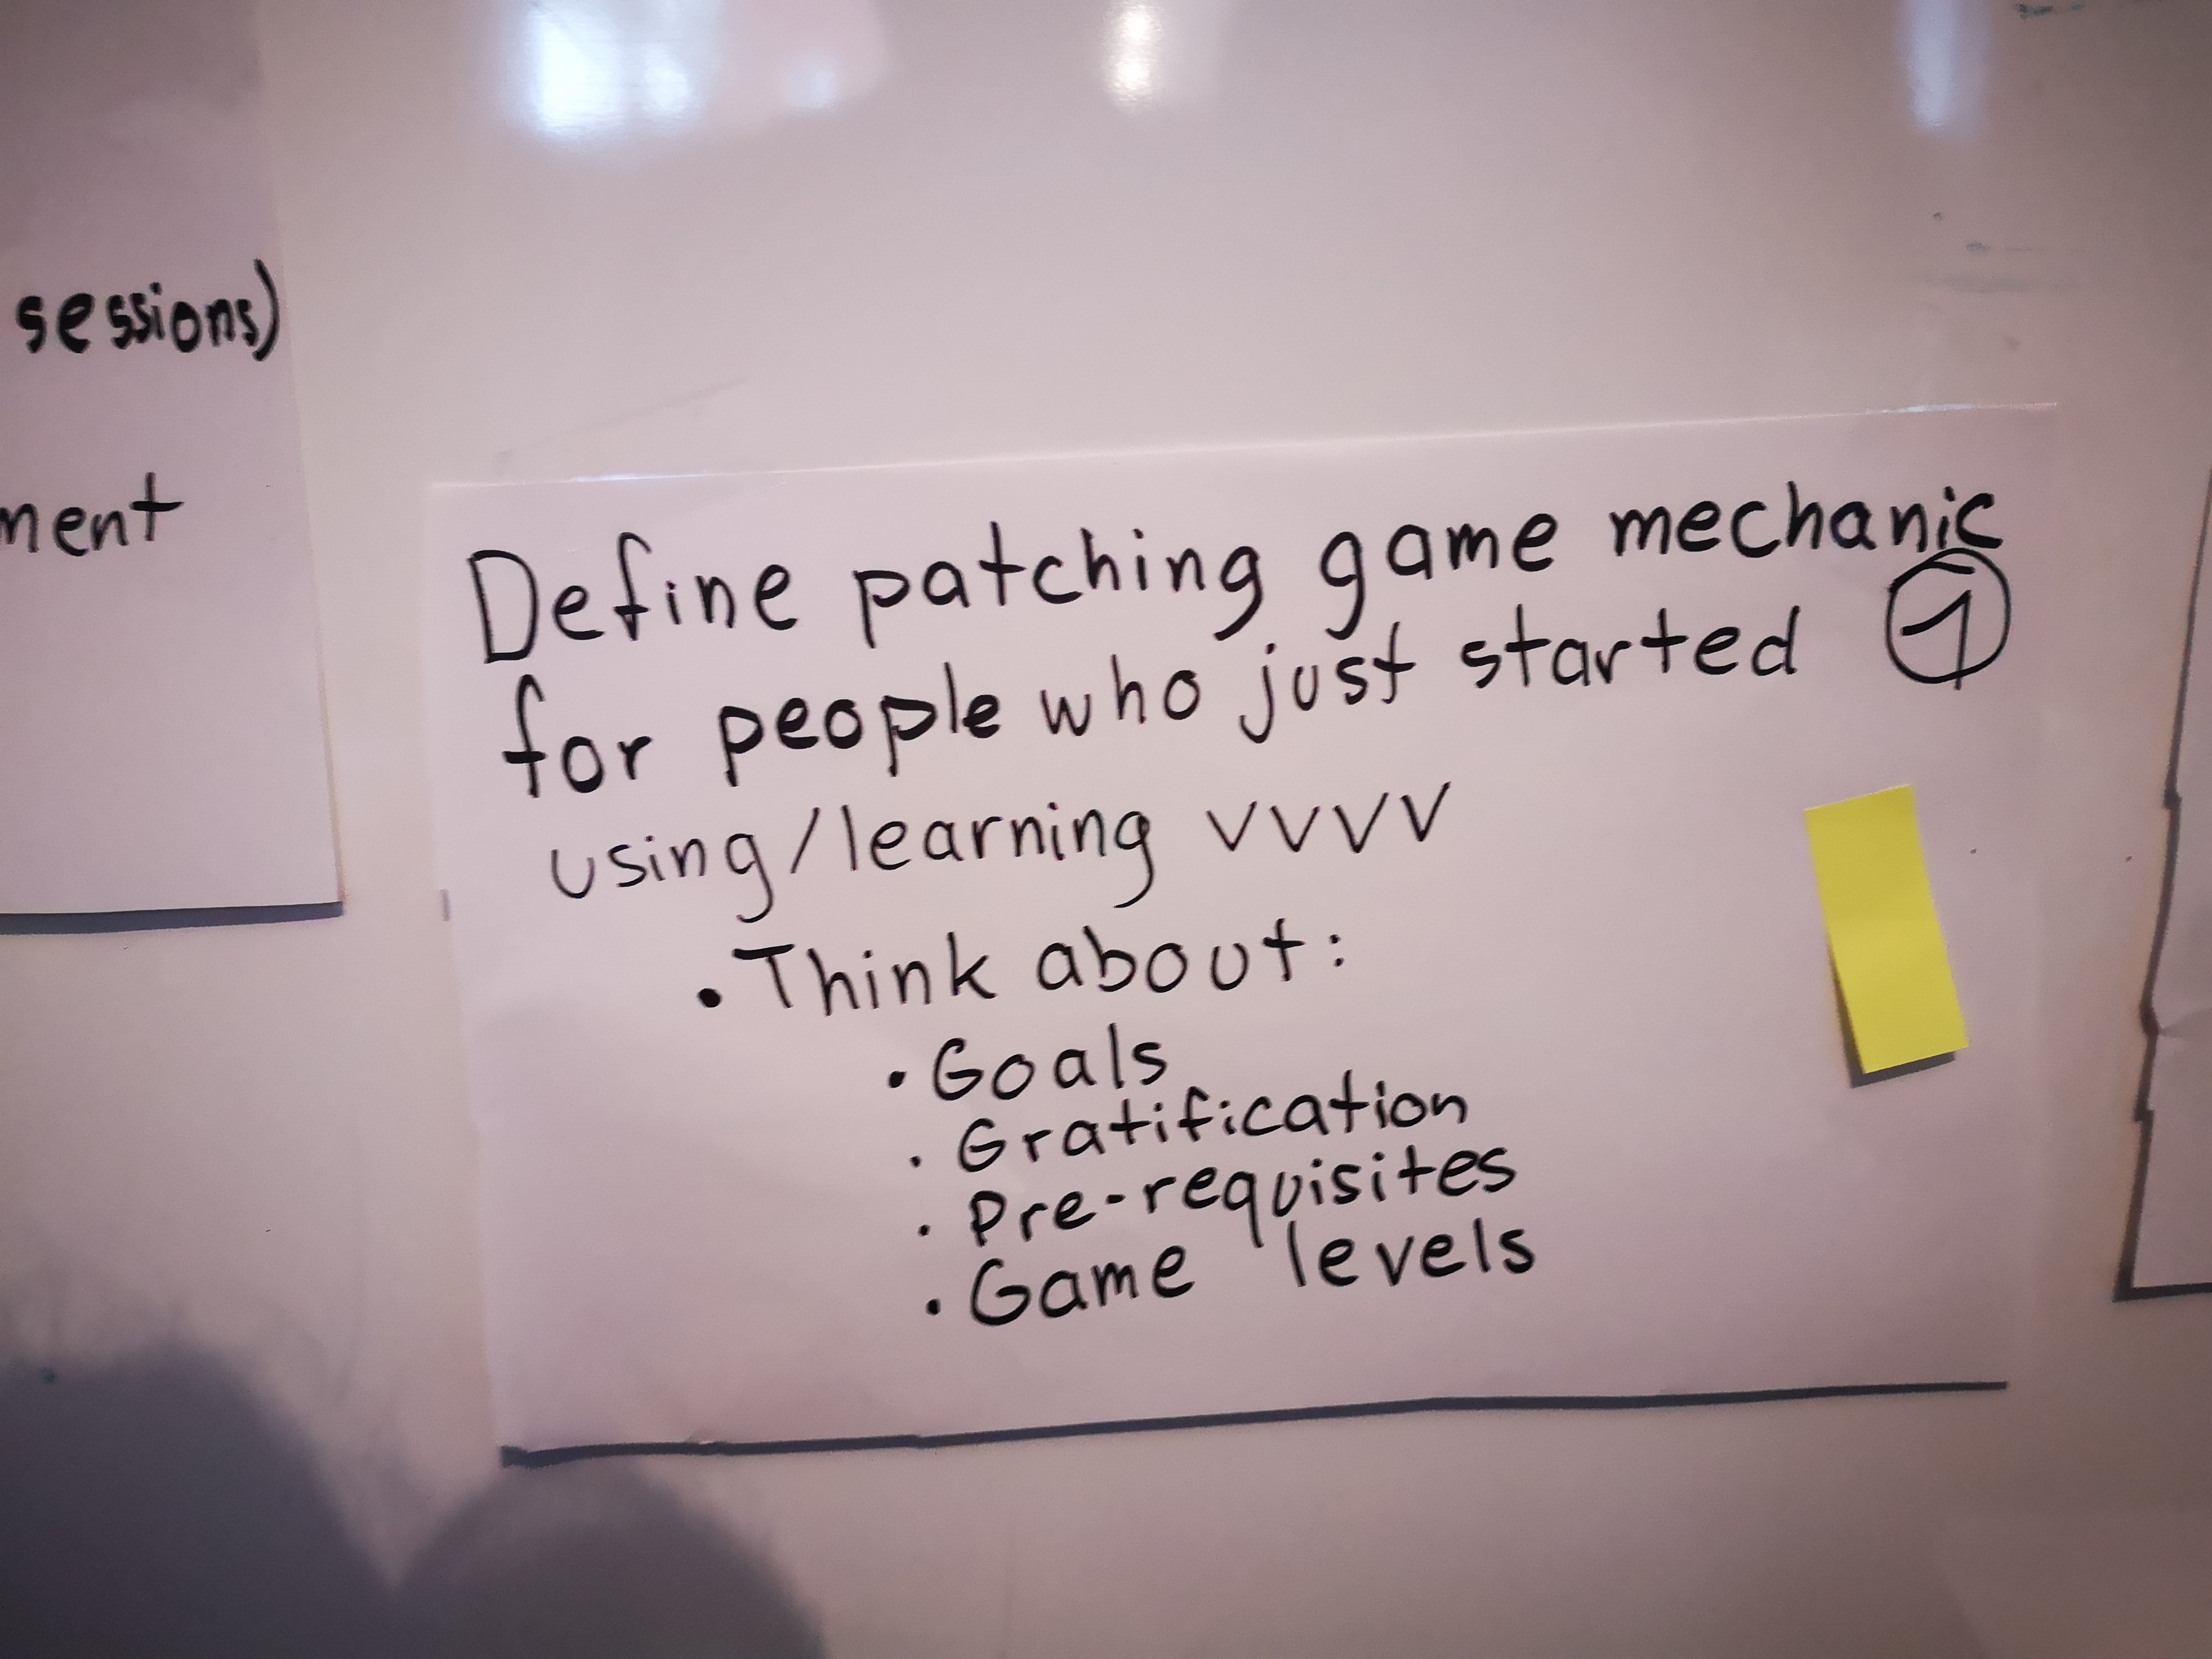 sessions)
ment
Define patching game mechanic
for people who just started 1
using/learning vvvv
• Think about:
• Goals
• Gratification
• Pre-requisites
• Game levels